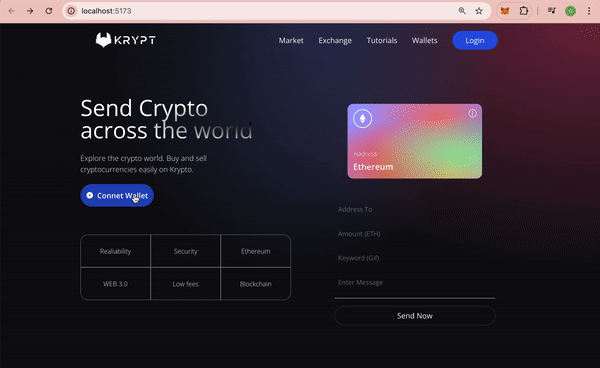 localhost:5173
KRYPT
Market
Exchange
Tutorials
Wallets
Login
Send Crypto
across the world
Explore the crypto world. Buy and sell
cryptocurrencies easily on Krypto.
Connet Wallet
Realiability
Security
Ethereum
WEB 3.0
Low fees
Blockchain
Address
Ethereum
Address To
Amount (ETH)
Keyword (Gif)
Enter Message
Send Now